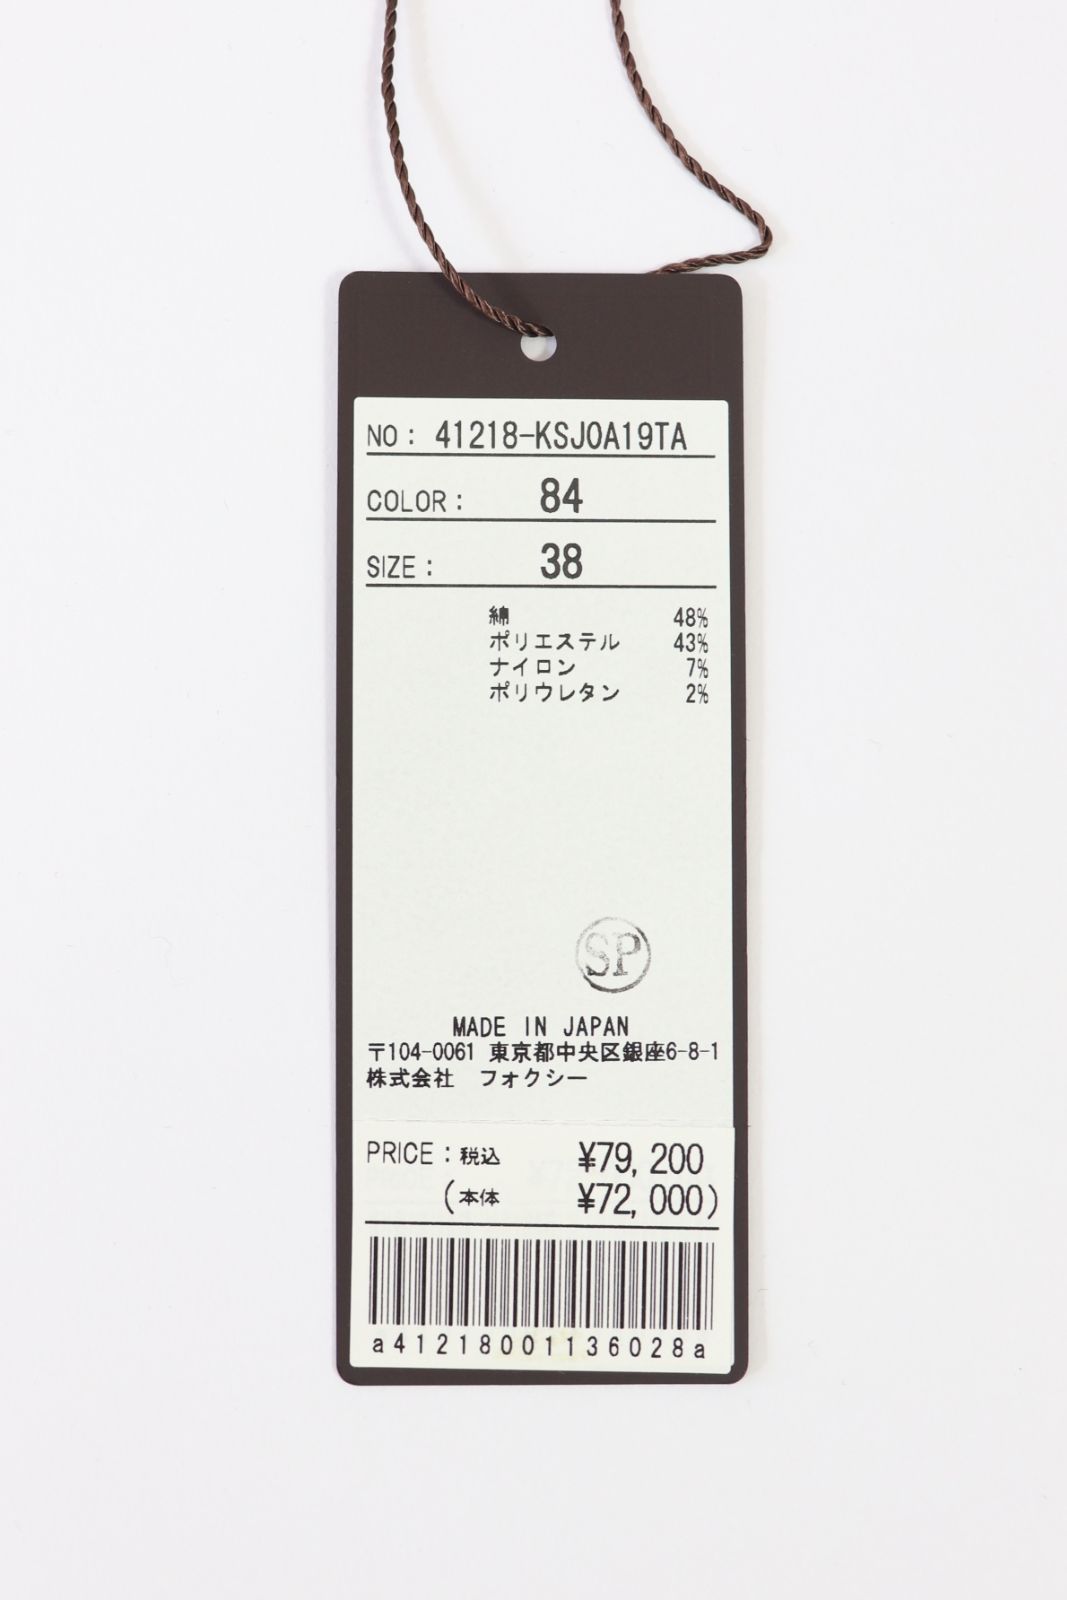 NO: 41218-KSJOA19TA
COLOR: 84
SIZE: 38
綿 48%
ポリエステル 43%
ナイロン 7%
ポリウレタン 2%
SP
MADE IN JAPAN
〒104-0061 東京都中央区銀座6-8-1
株式会社 フォクシー
PRICE:税込 ¥79,200
(本体 ¥72,000)
a41218001136028a